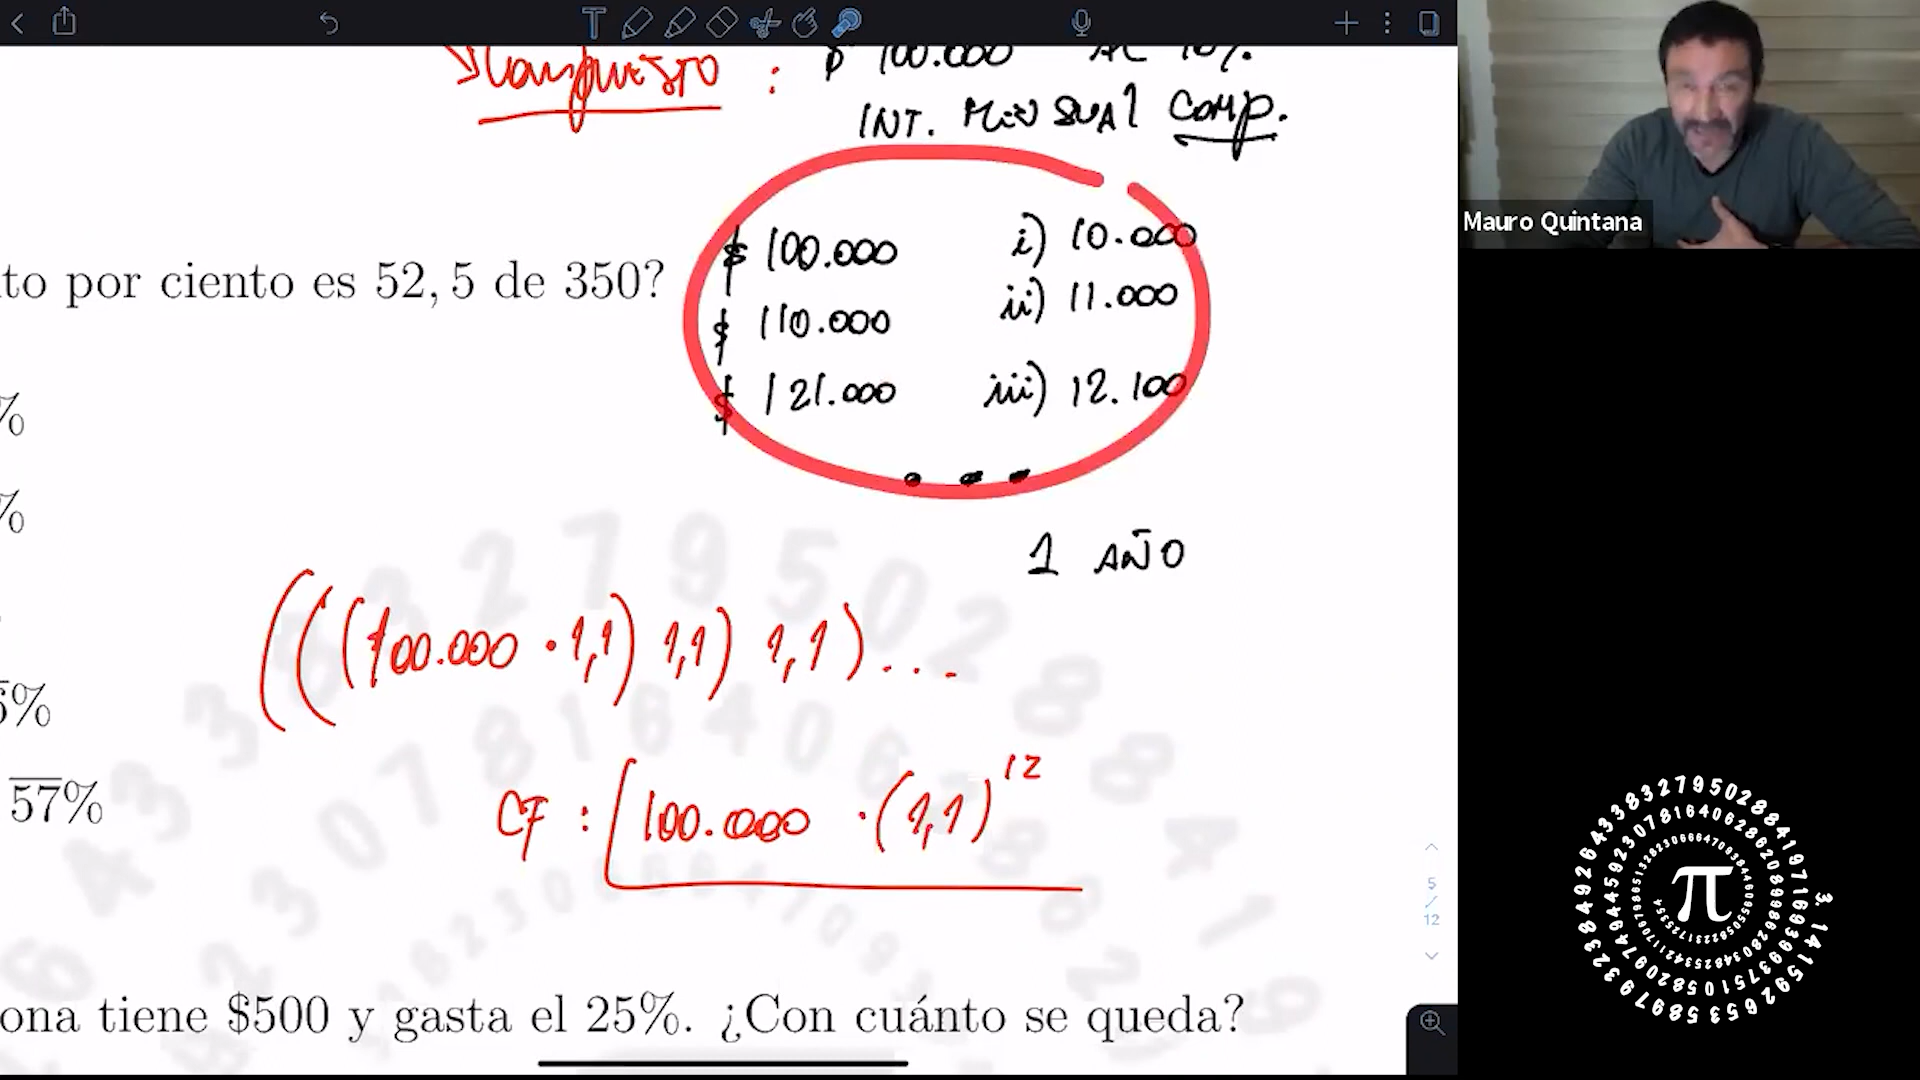 COMPUESTO : $ 100.000 AL 10%.
INT. MENSUAL COMP.
$ 100.000 i) 10.000
to por ciento es 52, 5 de 350?
$ 110.000 ii) 11.000
$ 121.000 iii) 12.100
%
...
%
1 AÑO
(((100.000 · 1,1) 1,1) 1,1) ...
%
CF : 100.000 · (1,1)^12
57%
ona tiene $500 y gasta el 25%. ¿Con cuánto se queda?
5
/
12
Mauro Quintana
π